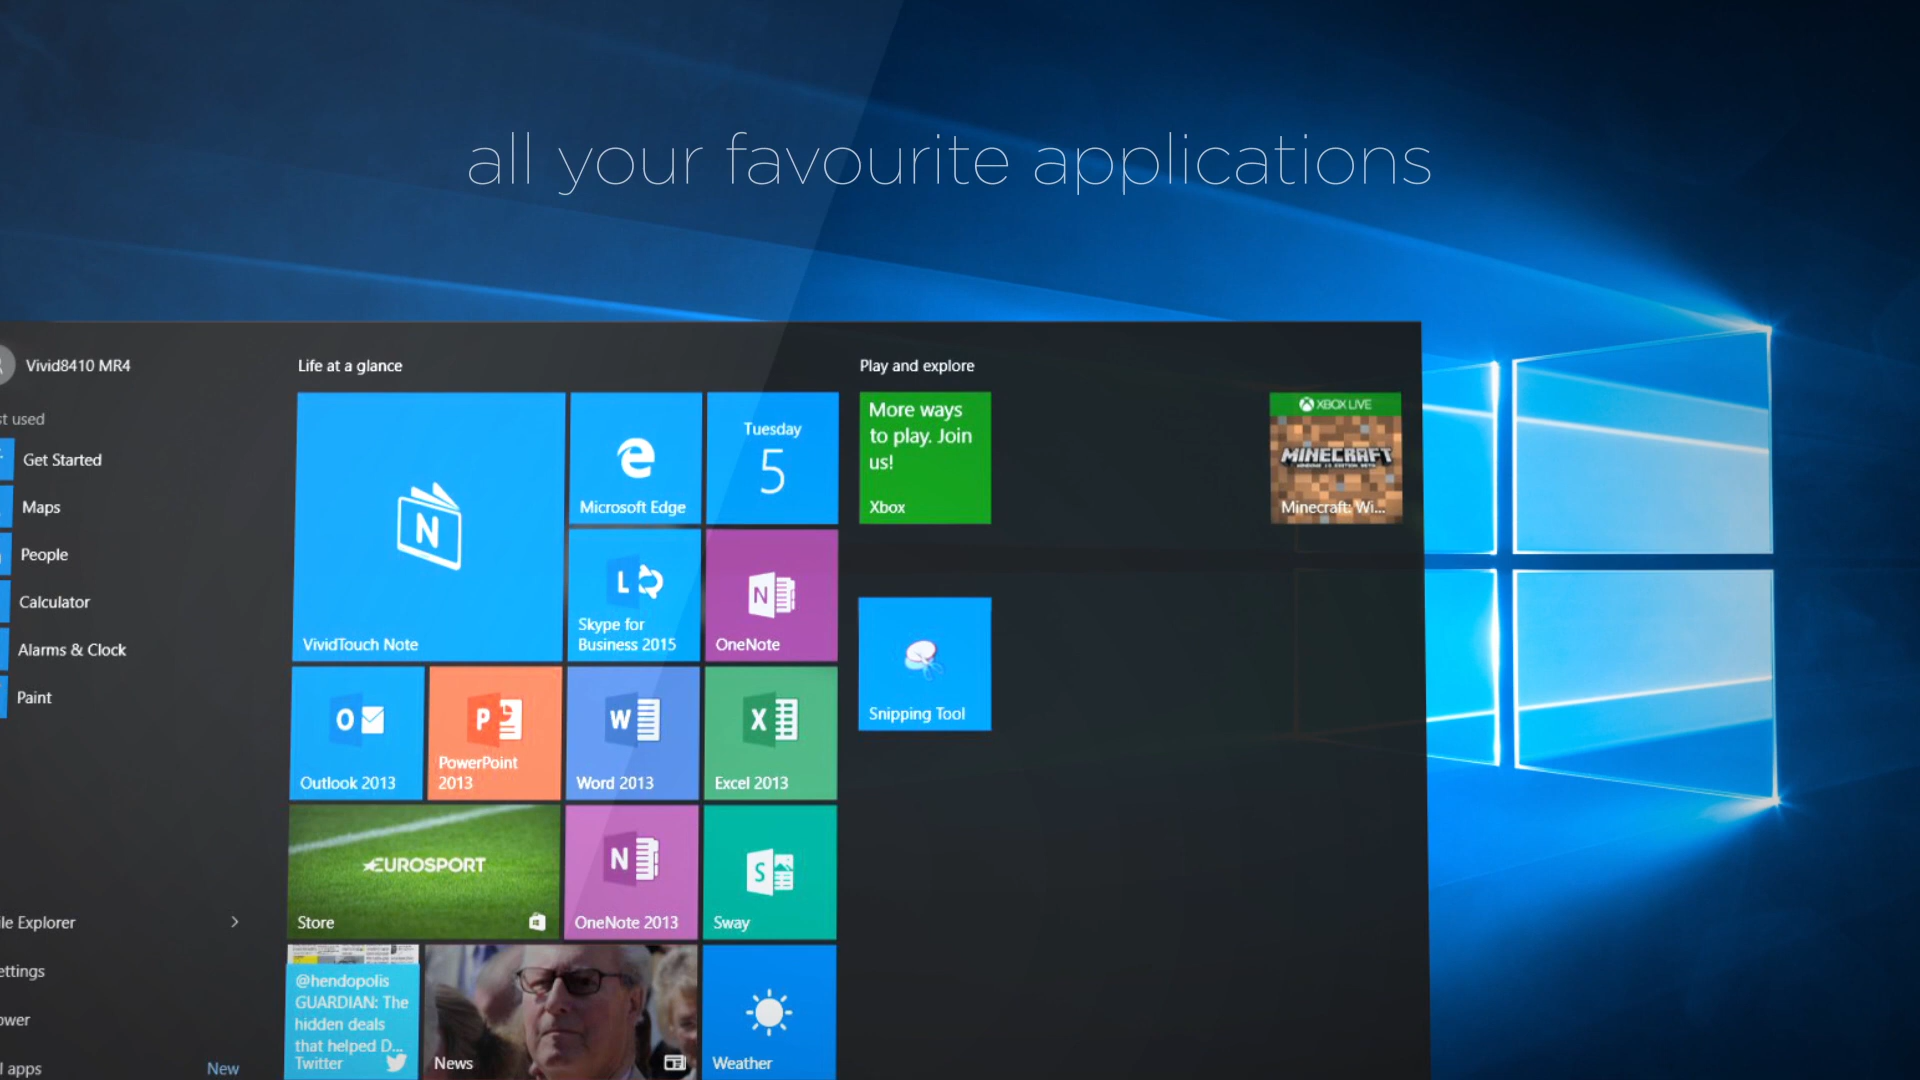 all your favourite applications
Vivid8410 MR4
used
Get Started
Maps
People
Calculator
Alarms & Clock
Paint
Explorer
New
apps
Life at a glance
VividTouch Note
Microsoft Edge
Tuesday
5
L
Skype for
Business 2015
N
OneNote
O
Outlook 2013
P
PowerPoint
2013
W
Word 2013
X
Excel 2013
EUROSPORT
Store
N
OneNote 2013
S
Sway
@hendopolis
GUARDIAN: The
hidden deals
that helped D...
Twitter
News
Weather
Play and explore
More ways
to play. Join
us!
Xbox
XBOX LIVE
MINECRAFT
Minecraft: Wi...
Snipping Tool